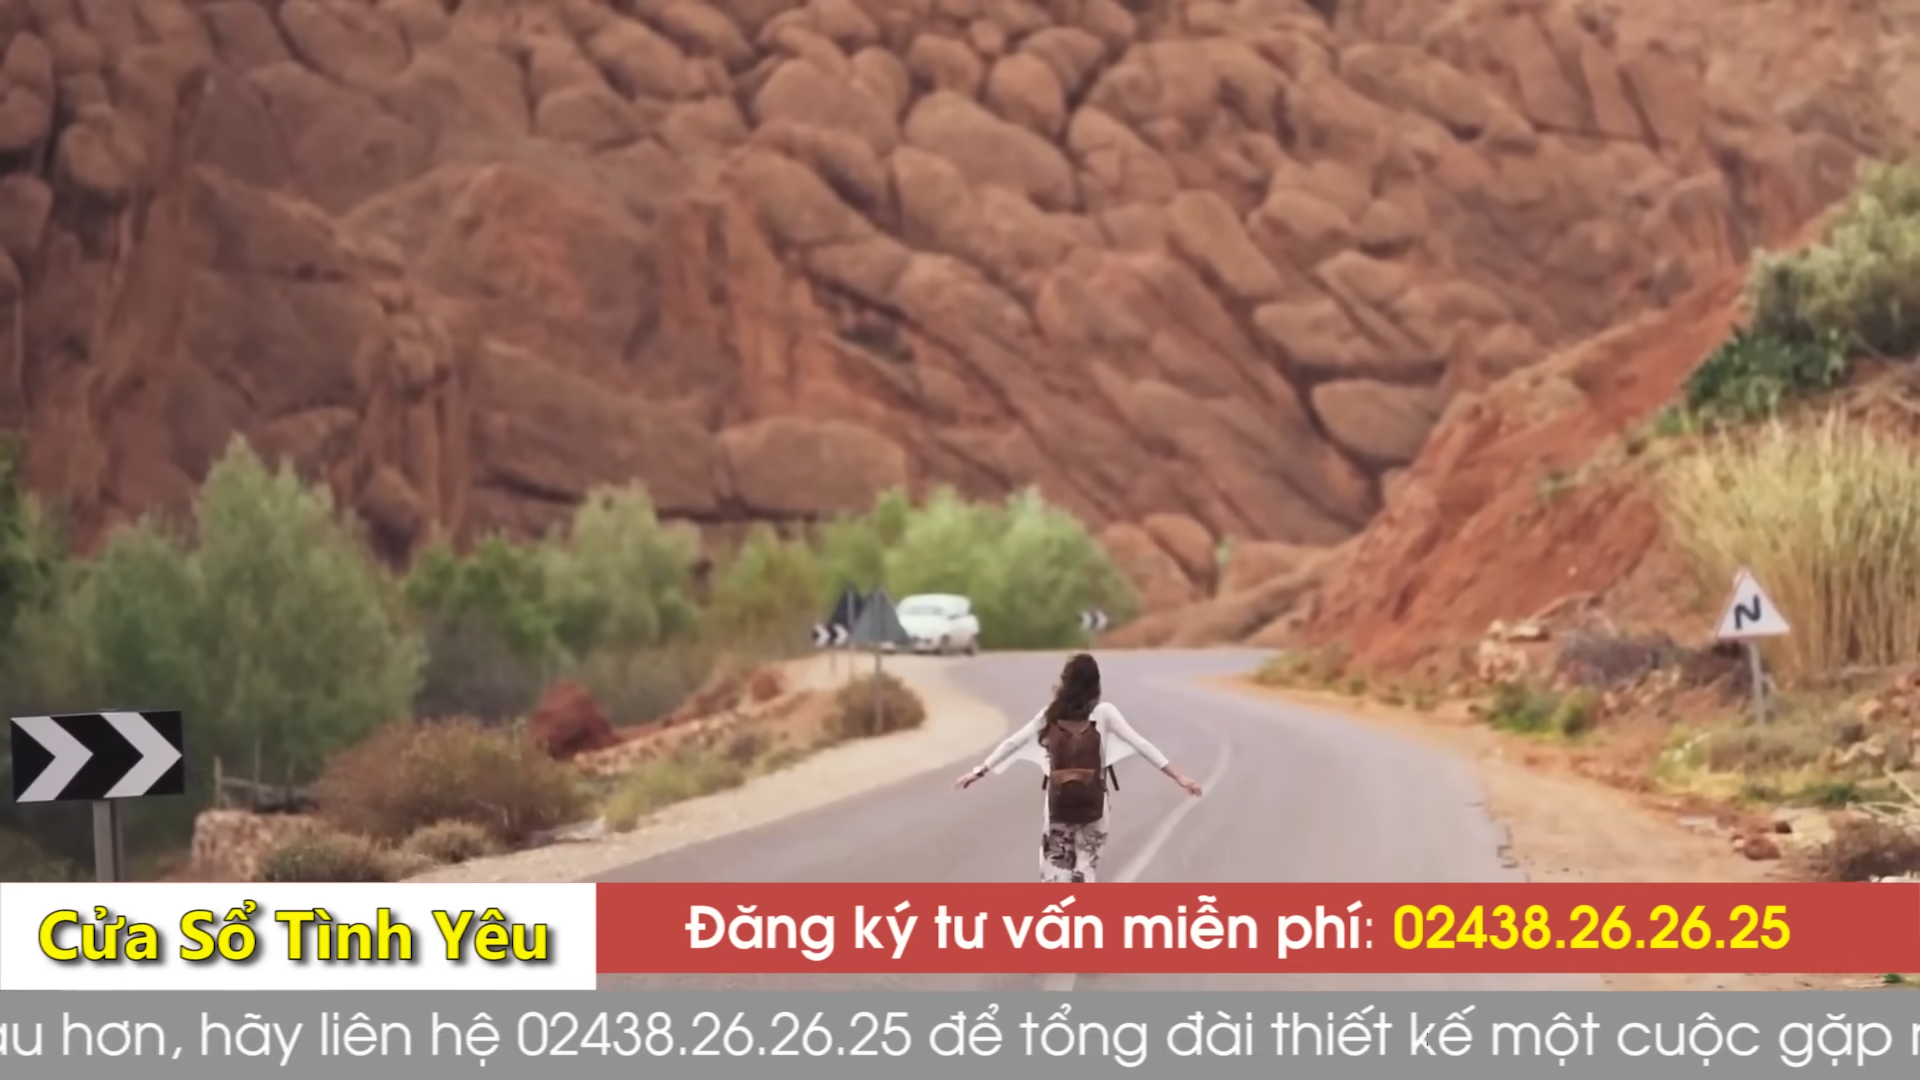 Cửa Sổ Tình Yêu
Đăng ký tư vấn miễn phí: 02438.26.26.25
hơn, hãy liên hệ 02438.26.26.25 để tổng đài thiết kế một cuộc gặp